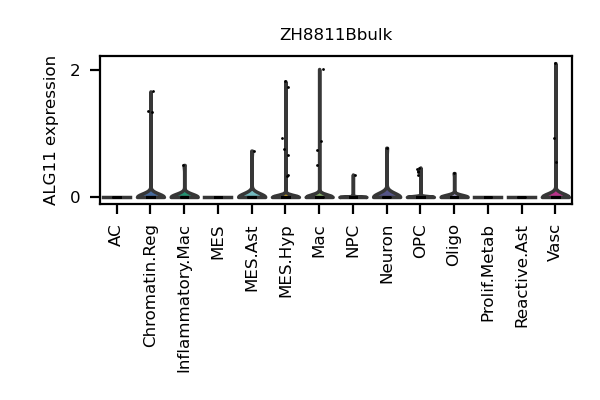 ZH8811Bbulk
ALG11 expression
2
0
AC
Chromatin.Reg
Inflammatory.Mac
MES
MES.Ast
MES.Hyp
Mac
NPC
Neuron
OPC
Oligo
Prolif.Metab
Reactive.Ast
Vasc